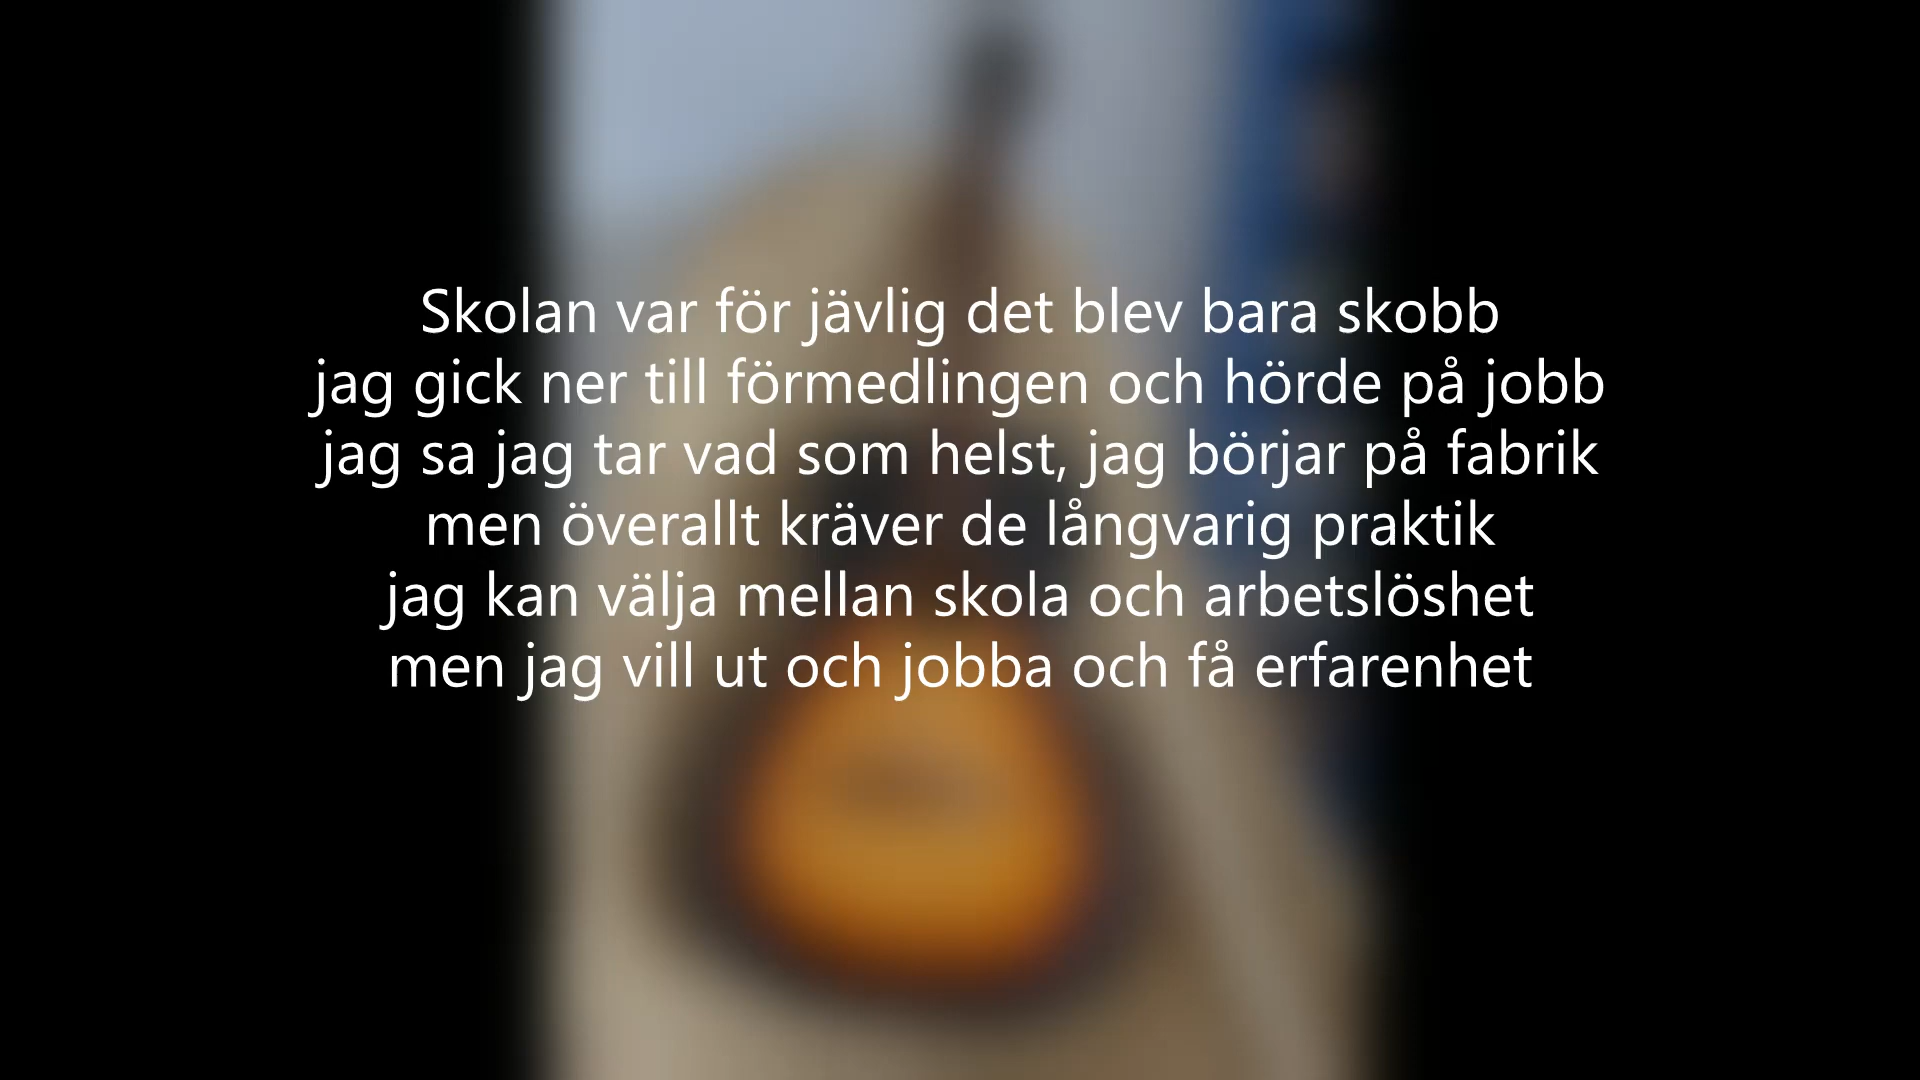 Skolan var för jävlig det blev bara skobb
jag gick ner till förmedlingen och hörde på jobb
jag sa jag tar vad som helst, jag börjar på fabrik
men överallt kräver de långvarig praktik
jag kan välja mellan skola och arbetslöshet
men jag vill ut och jobba och få erfarenhet